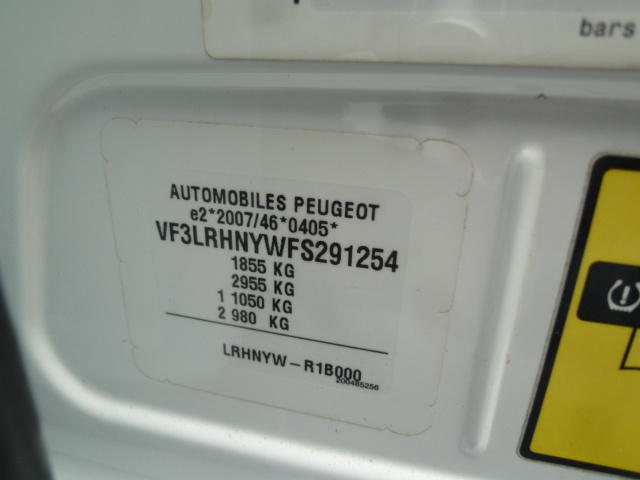 bars
AUTOMOBILES PEUGEOT
e2*2007/46*0405*
VF3LRHNYWFS291254
1855 KG
2955 KG
1 1050 KG
2 980 KG
LRHNYW-R1B000
200485256